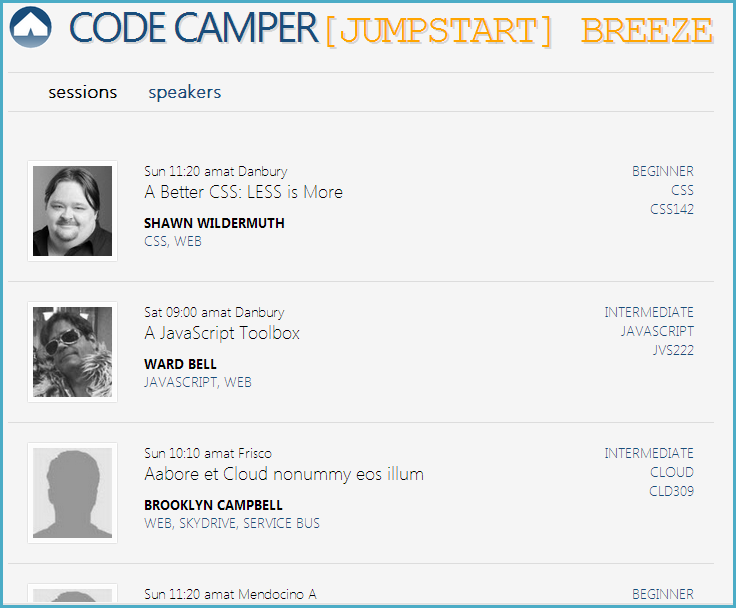 CODE CAMPER [JUMPSTART] BREEZE
sessions speakers
Sun 11:20 amat Danbury
A Better CSS: LESS is More
SHAWN WILDERMUTH
CSS, WEB
BEGINNER
CSS
CSS142
Sat 09:00 amat Danbury
A JavaScript Toolbox
WARD BELL
JAVASCRIPT, WEB
INTERMEDIATE
JAVASCRIPT
JVS222
Sun 10:10 amat Frisco
Aabore et Cloud nonummy eos illum
BROOKLYN CAMPBELL
WEB, SKYDRIVE, SERVICE BUS
INTERMEDIATE
CLOUD
CLD309
Sun 11:20 amat Mendocino A
BEGINNER